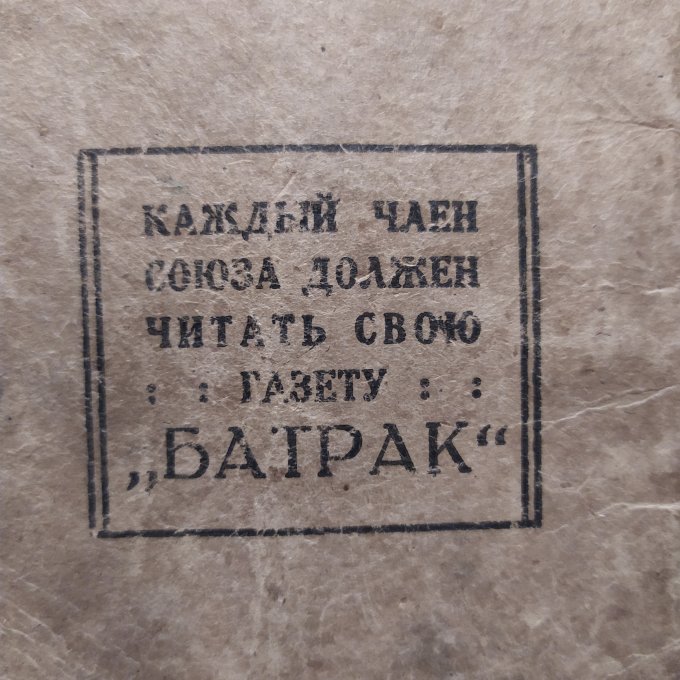 КАЖДЫЙ ЧЛЕН
СОЮЗА ДОЛЖЕН
ЧИТАТЬ СВОЮ
: : ГАЗЕТУ : :
„БАТРАК“